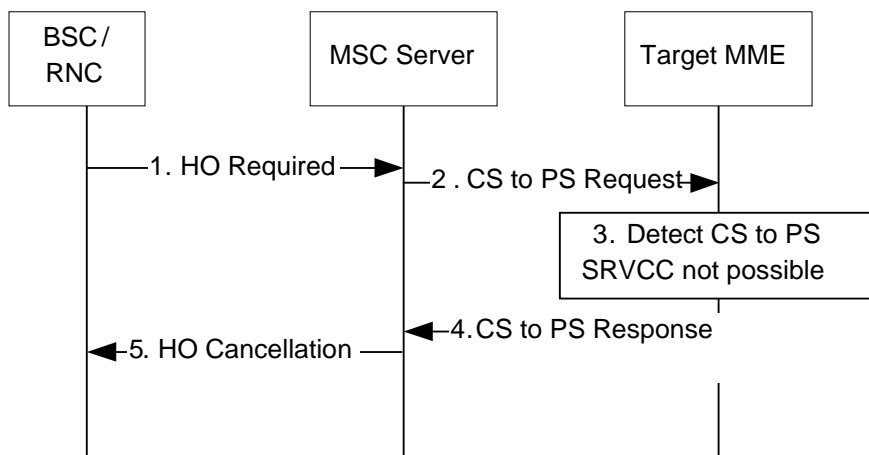 BSC/
RNC
MSC Server
Target MME
1. HO Required
2 . CS to PS Request
3. Detect CS to PS
SRVCC not possible
4.CS to PS Response
5. HO Cancellation